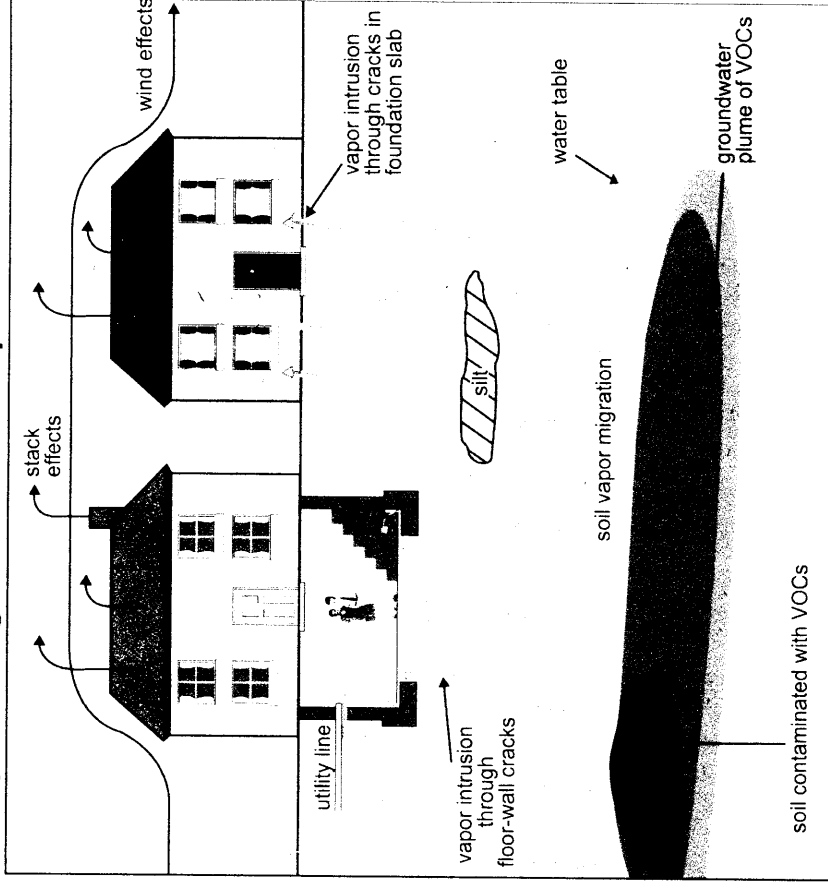 wind effects
stack
effects
vapor intrusion
through cracks in
foundation slab
utility line
vapor intrusion
through
floor-wall cracks
silt
water table
soil vapor migration
groundwater
plume of VOCs
soil contaminated with VOCs